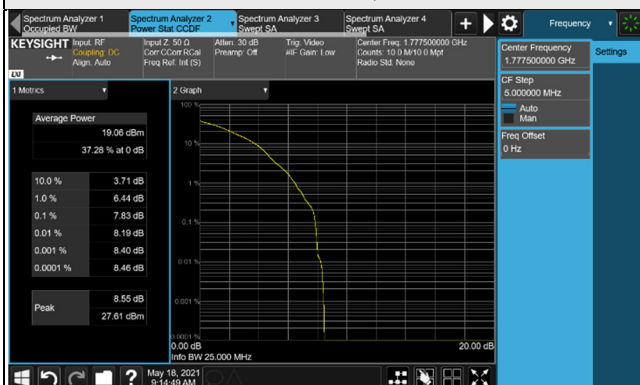 Spectrum Analyzer 1
Occupied BW
Spectrum Analyzer 2
Power Stat CCDF
Spectrum Analyzer 3
Swept SA
Spectrum Analyzer 4
Swept SA
Frequency
KEYSIGHT
Input: RF
Coupling: DC
Align: Auto
Input Z: 50 Ω
Corr CCorr RCal
Freq Ref: Int (S)
Atten: 30 dB
Preamp: Off
Trig: Video
#IF Gain: Low
Center Freq: 1.777500000 GHz
Counts: 10.0 M/10.0 Mpt
Radio Std: None
LXI
Center Frequency
1.777500000 GHz
Settings
CF Step
5.000000 MHz
Auto
Man
Freq Offset
0 Hz
1 Metrics
2 Graph
Average Power
19.06 dBm
37.28 % at 0 dB
10.0 % 3.71 dB
1.0 % 6.44 dB
0.1 % 7.83 dB
0.01 % 8.19 dB
0.001 % 8.40 dB
0.0001 % 8.46 dB
Peak
8.55 dB
27.61 dBm
100 %
10 %
1 %
0.1 %
0.01 %
0.001 %
0.0001 %
0.00 dB
20.00 dB
Info BW 25.000 MHz
May 18, 2021
9:14:49 AM